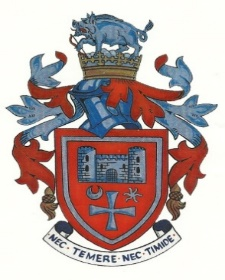 NEC · TEMERE · NEC · TIMIDE ·